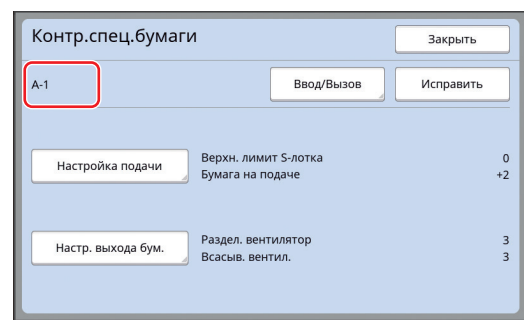 Контр.спец.бумаги Закрыть
A-1 Ввод/Вызов Исправить
Настройка подачи Верхн. лимит S-лотка 0
Бумага на подаче +2
Настр. выхода бум. Раздел. вентилятор 3
Всасыв. вентил. 3